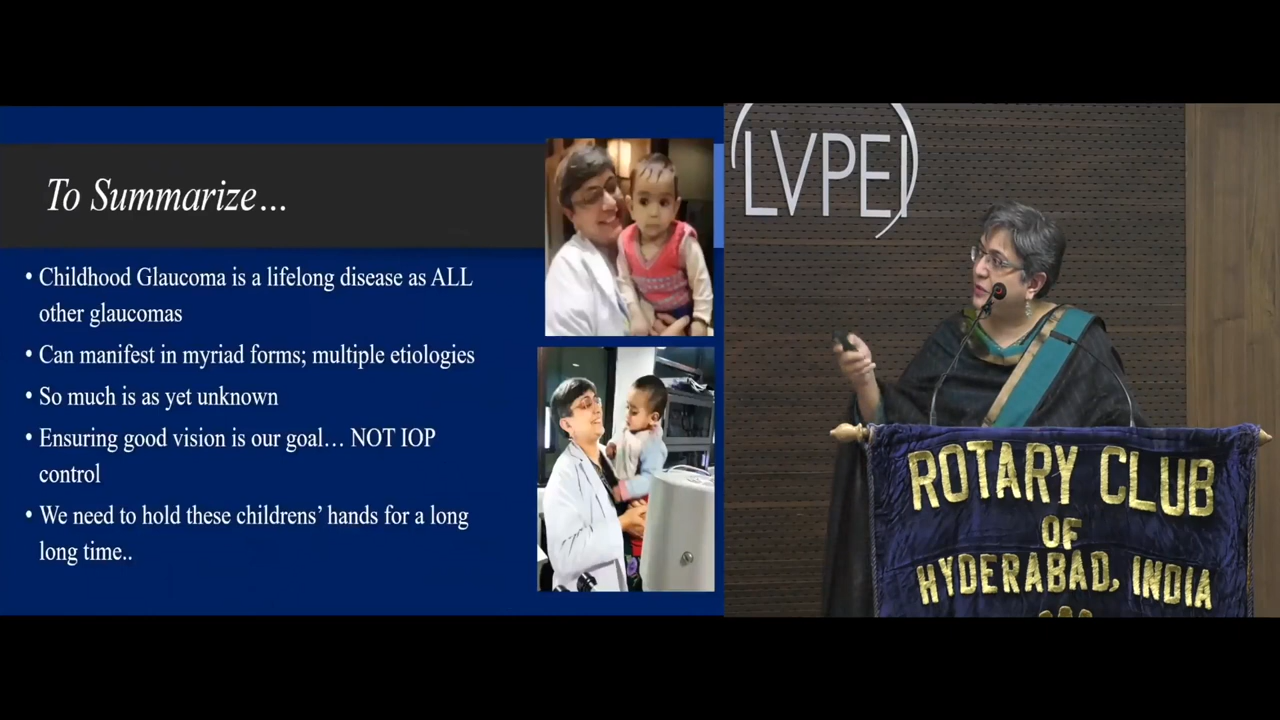 To Summarize...
• Childhood Glaucoma is a lifelong disease as ALL
other glaucomas
• Can manifest in myriad forms; multiple etiologies
• So much is as yet unknown
• Ensuring good vision is our goal... NOT IOP
control
• We need to hold these childrens' hands for a long
long time..
LVPEI
ROTARY CLUB
OF
HYDERABAD, INDIA